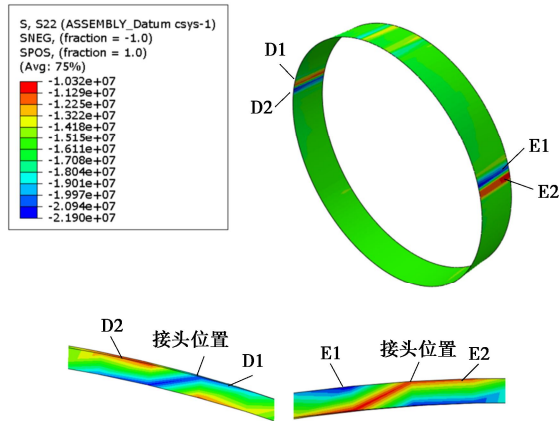 S, S22 (ASSEMBLY_Datum csys-1)
SNEG, (fraction = -1.0)
SPOS, (fraction = 1.0)
(Avg: 75%)
-1.032e+07
-1.129e+07
-1.225e+07
-1.322e+07
-1.418e+07
-1.515e+07
-1.611e+07
-1.708e+07
-1.804e+07
-1.901e+07
-1.997e+07
-2.094e+07
-2.190e+07
D1
D2
E1
E2
D2
接头位置
D1
E1
接头位置
E2